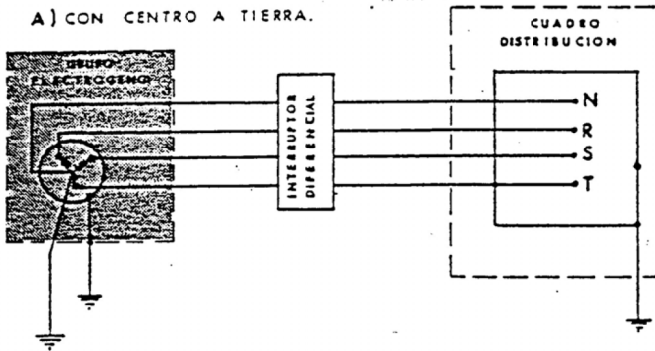 A) CON CENTRO A TIERRA.
GRUPO
ELECTROGENO
INTERRUPTOR
DIFERENCIAL
CUADRO
DISTRIBUCION
N
R
S
T